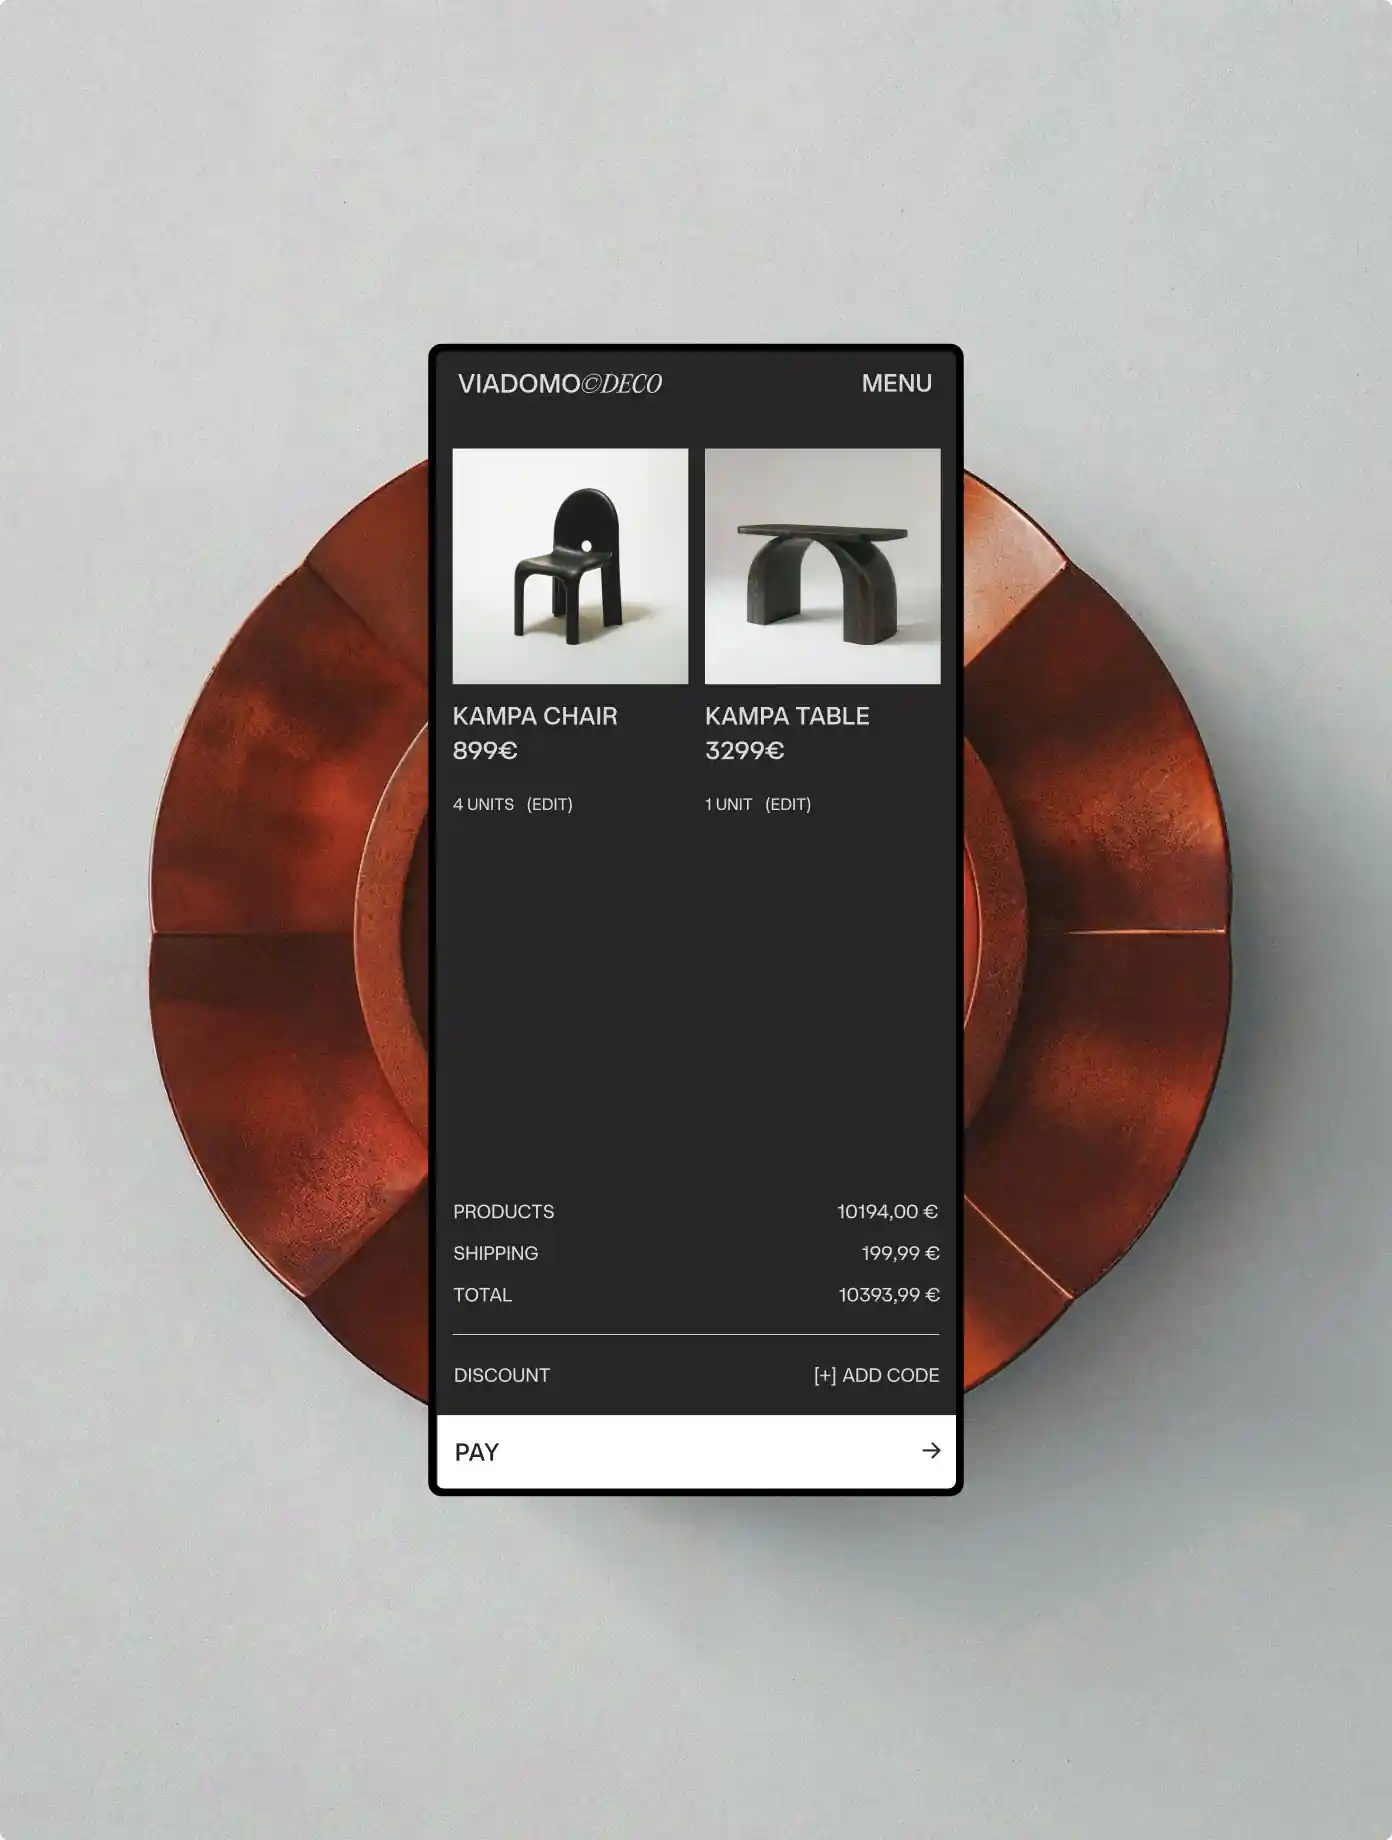 VIADOMO©DECO
MENU
KAMPA CHAIR
899€
4 UNITS (EDIT)
KAMPA TABLE
3299€
1 UNIT (EDIT)
PRODUCTS 10194,00 €
SHIPPING 199,99 €
TOTAL 10393,99 €
DISCOUNT [+] ADD CODE
PAY →